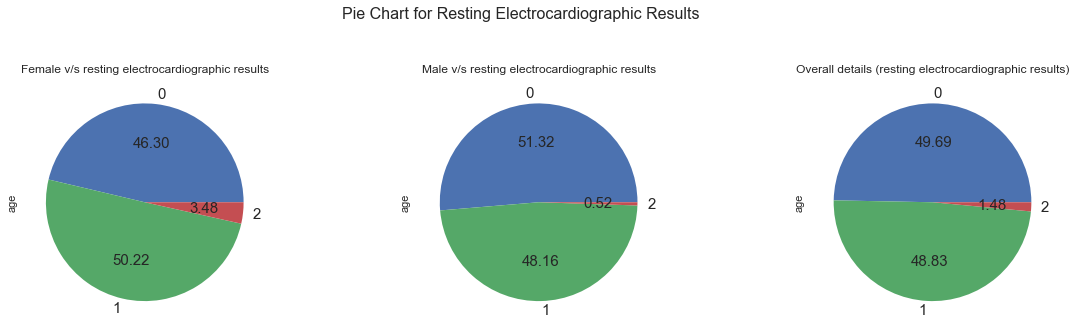 Pie Chart for Resting Electrocardiographic Results
Female v/s resting electrocardiographic results
0
46.30
3.48
2
age
50.22
1
Male v/s resting electrocardiographic results
0
51.32
0.52
2
age
48.16
1
Overall details (resting electrocardiographic results)
0
49.69
1.48
2
age
48.83
1